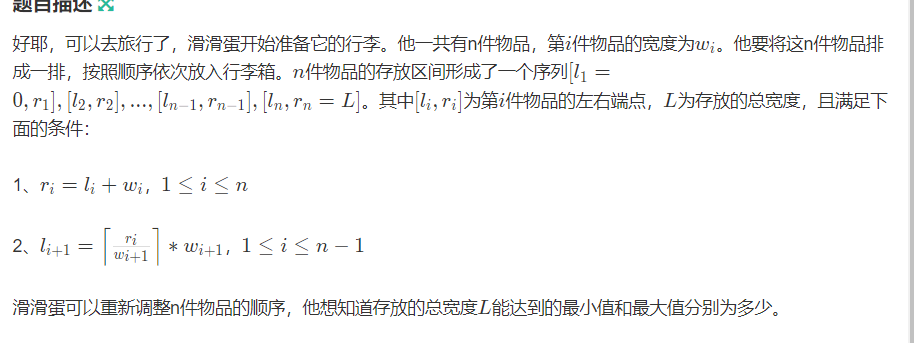 题目描述
好耶，可以去旅行了，滑滑蛋开始准备它的行李。他一共有n件物品，第$i$件物品的宽度为$w_i$。他要将这n件物品排
成一排，按照顺序依次放入行李箱。$n$件物品的存放区间形成了一个序列$[l_1 =$
$0, r_1], [l_2, r_2], ..., [l_{n-1}, r_{n-1}], [l_n, r_n = L]$。其中$[l_i, r_i]$为第$i$件物品的左右端点，$L$为存放的总宽度，且满足下
面的条件：
1、$r_i = l_i + w_i$，$1 \leq i \leq n$
2、$l_{i+1} = \left\lceil \frac{r_i}{w_{i+1}} \right\rceil * w_{i+1}$，$1 \leq i \leq n - 1$
滑滑蛋可以重新调整n件物品的顺序，他想知道存放的总宽度$L$能达到的最小值和最大值分别为多少。